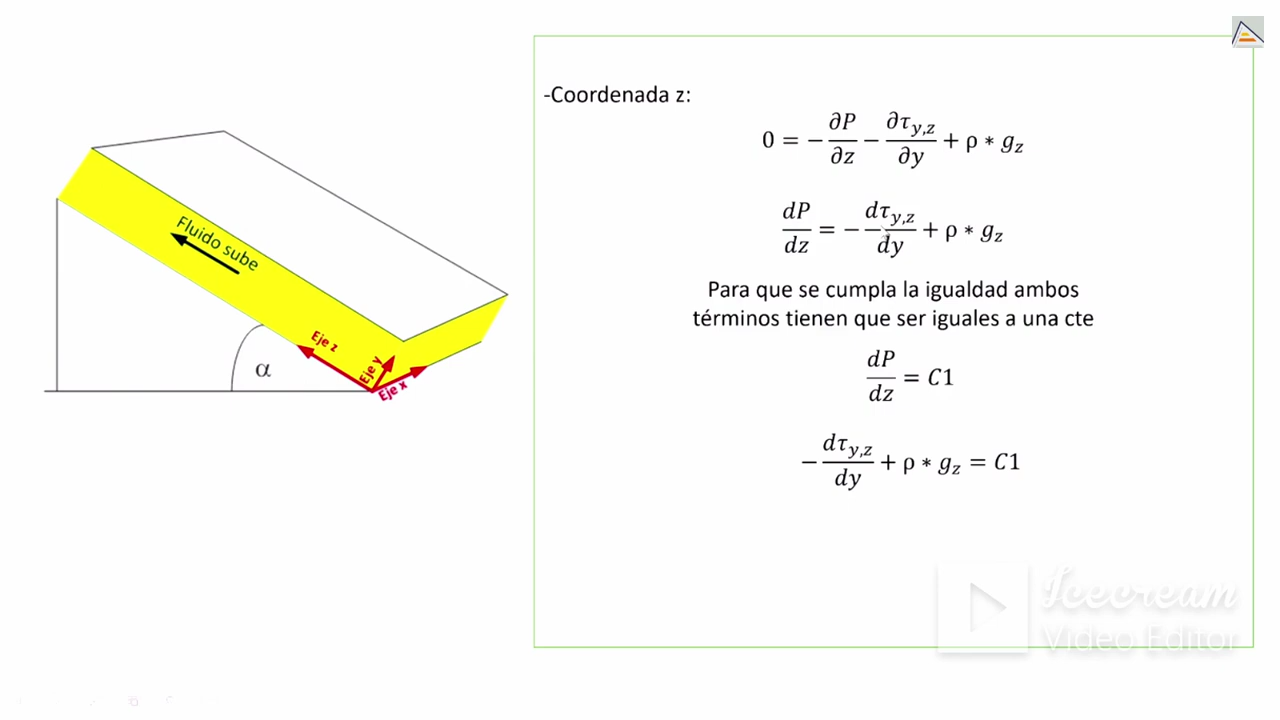 -Coordenada z:
0 = −∂P/∂z − ∂τ_{y,z}/∂y + ρ ∗ g_z
dP/dz = −dτ_{y,z}/dy + ρ ∗ g_z
Para que se cumpla la igualdad ambos
términos tienen que ser iguales a una cte
dP/dz = C1
−dτ_{y,z}/dy + ρ ∗ g_z = C1
Fluido sube
Eje z
Eje y
Eje x
α
Icecream
Video Editor